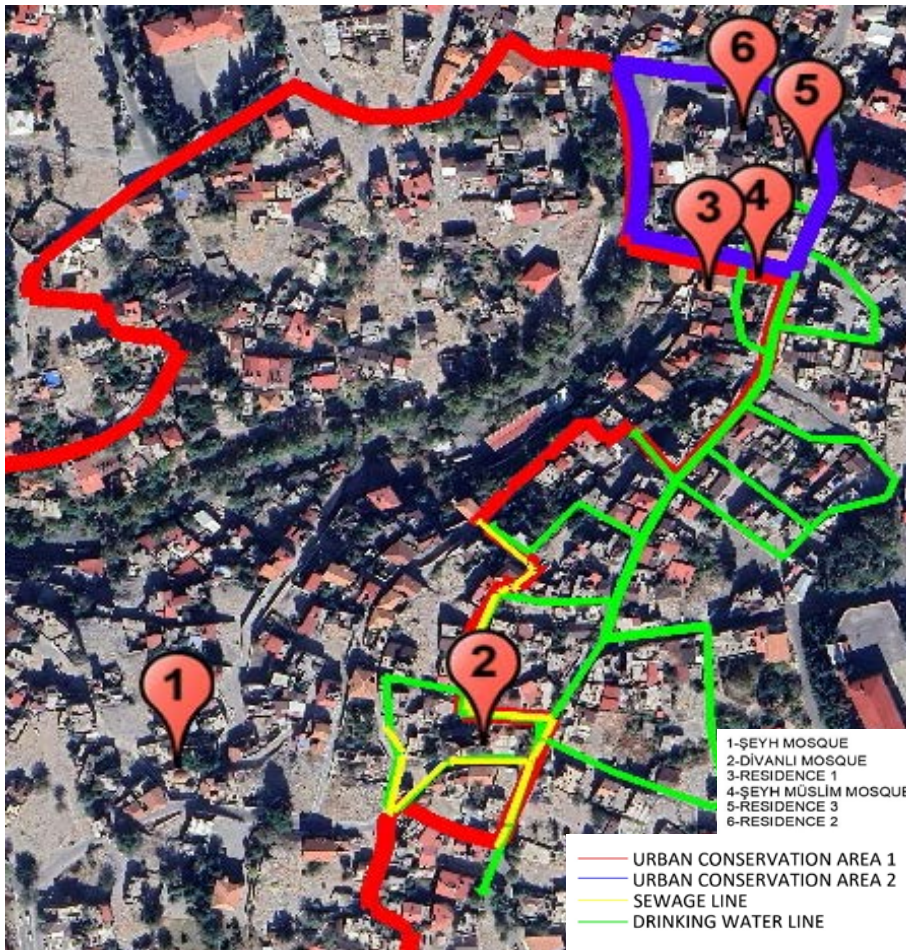 6
5
3
4
1
2
1-ŞEYH MOSQUE
2-DİVANLI MOSQUE
3-RESIDENCE 1
4-ŞEYH MÜSLİM MOSQUE
5-RESIDENCE 3
6-RESIDENCE 2
URBAN CONSERVATION AREA 1
URBAN CONSERVATION AREA 2
SEWAGE LINE
DRINKING WATER LINE